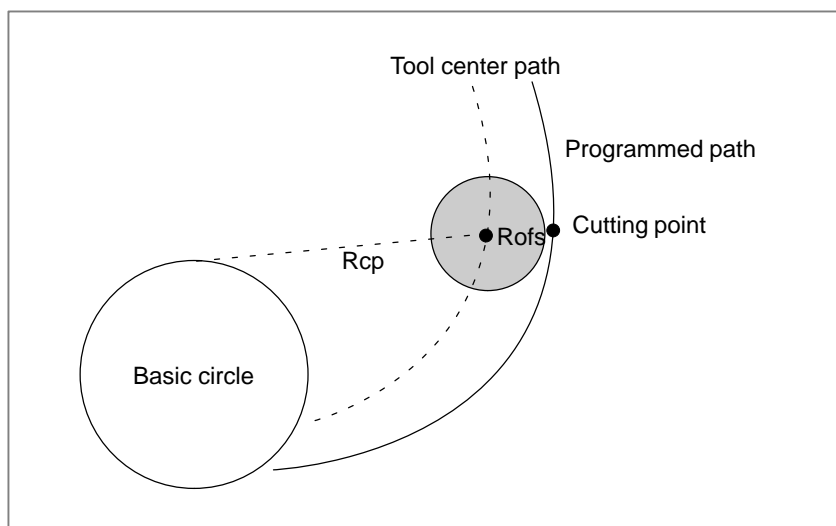 Tool center path
Programmed path
Cutting point
Rofs
Rcp
Basic circle